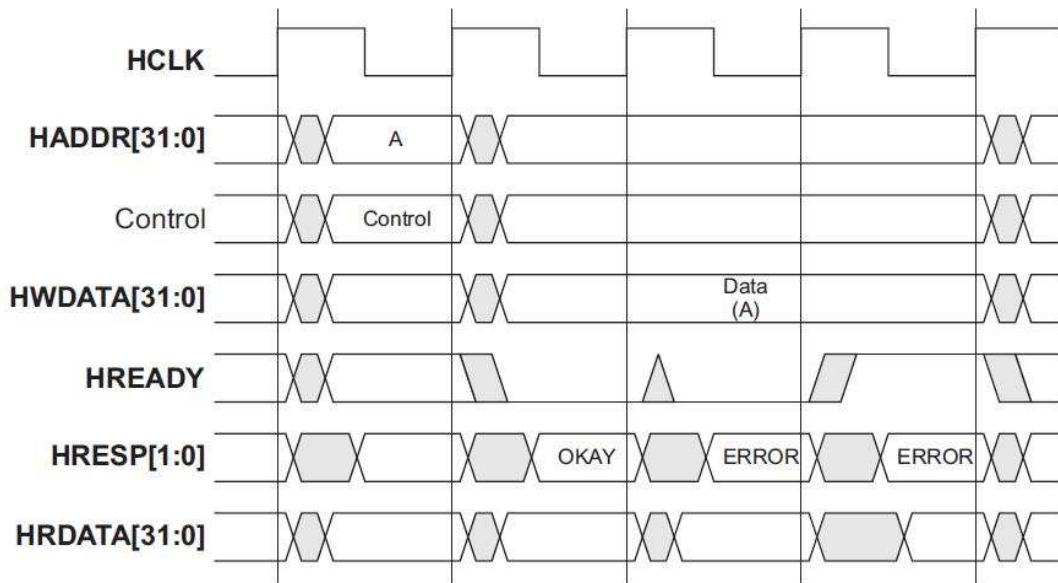 HCLK
HADDR[31:0]
A
Control
Control
HWDATA[31:0]
Data
(A)
HREADY
HRESP[1:0]
OKAY
ERROR
ERROR
HRDATA[31:0]